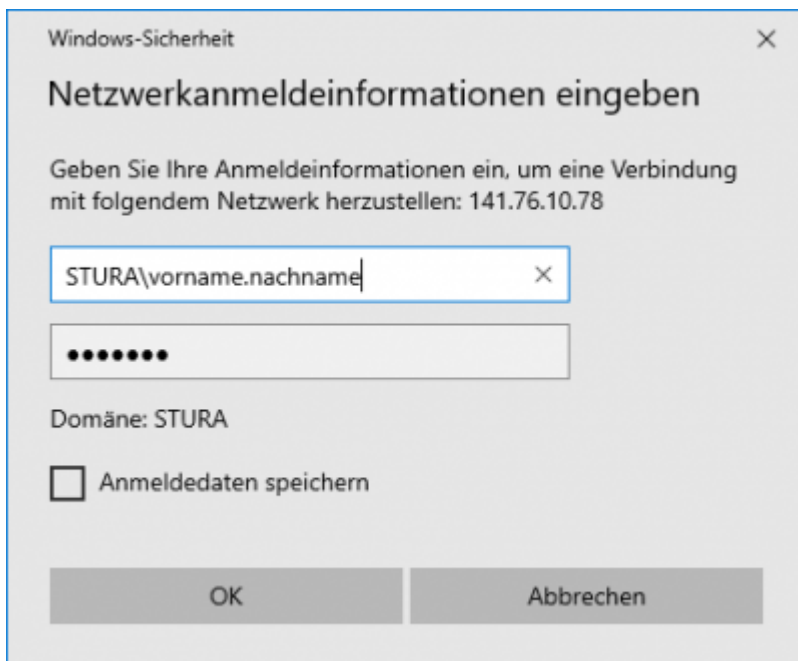 Windows-Sicherheit
Netzwerkanmeldeinformationen eingeben
Geben Sie Ihre Anmeldeinformationen ein, um eine Verbindung
mit folgendem Netzwerk herzustellen: 141.76.10.78
STURA\vorname.nachname
•••••••
Domäne: STURA
Anmeldedaten speichern
OK
Abbrechen